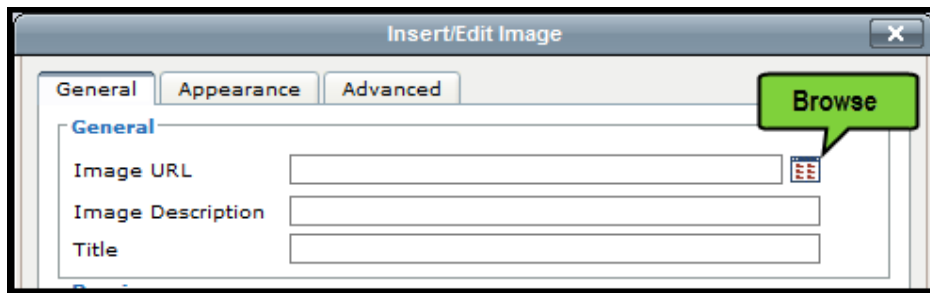 Insert/Edit Image
General Appearance Advanced
Browse
General
Image URL
Image Description
Title